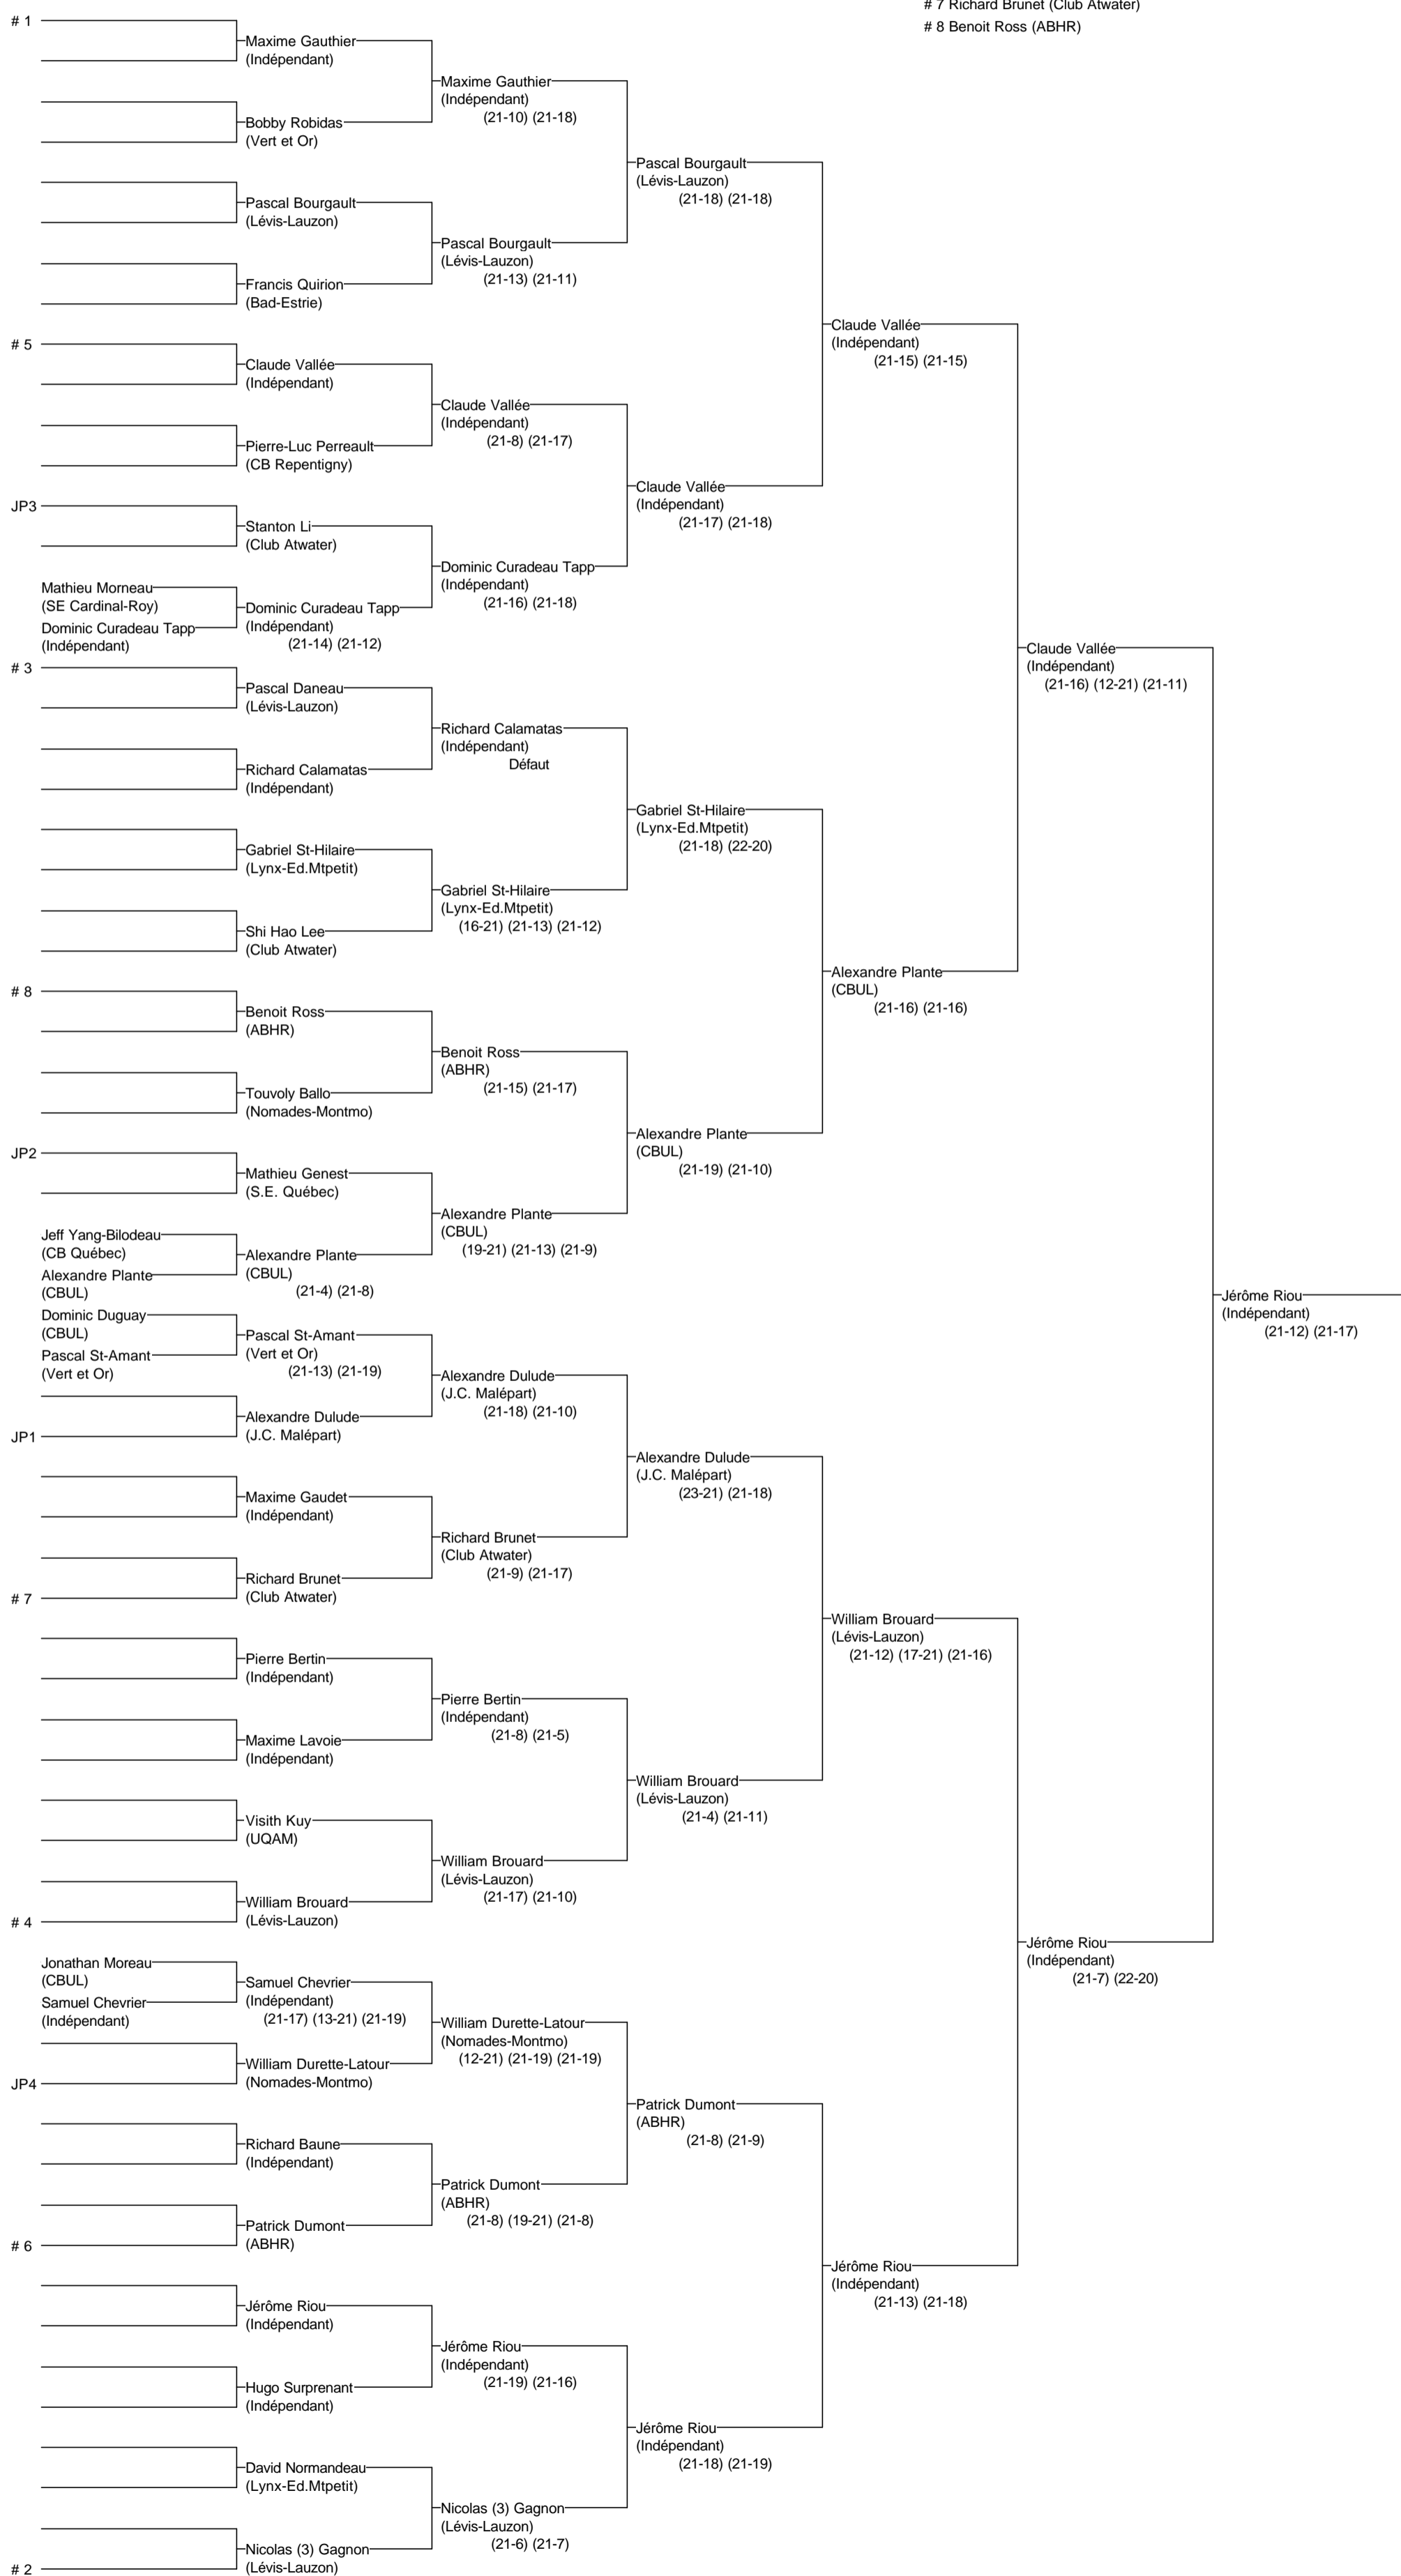 # 7 Richard Brunet (Club Atwater)
# 8 Benoit Ross (ABHR)
# 1
Maxime Gauthier
(Indépendant)
Maxime Gauthier
(Indépendant)
(21-10) (21-18)
Bobby Robidas
(Vert et Or)
Pascal Bourgault
(Lévis-Lauzon)
(21-18) (21-18)
Pascal Bourgault
(Lévis-Lauzon)
Pascal Bourgault
(Lévis-Lauzon)
(21-13) (21-11)
Francis Quirion
(Bad-Estrie)
Claude Vallée
(Indépendant)
(21-15) (21-15)
# 5
Claude Vallée
(Indépendant)
Claude Vallée
(Indépendant)
(21-8) (21-17)
Pierre-Luc Perreault
(CB Repentigny)
Claude Vallée
(Indépendant)
(21-17) (21-18)
JP3
Stanton Li
(Club Atwater)
Dominic Curadeau Tapp
(Indépendant)
(21-16) (21-18)
Mathieu Morneau
(SE Cardinal-Roy)
Dominic Curadeau Tapp
(Indépendant)
(21-14) (21-12)
Dominic Curadeau Tapp
(Indépendant)
Claude Vallée
(Indépendant)
(21-16) (12-21) (21-11)
# 3
Pascal Daneau
(Lévis-Lauzon)
Richard Calamatas
(Indépendant)
Défaut
Richard Calamatas
(Indépendant)
Gabriel St-Hilaire
(Lynx-Ed.Mtpetit)
(21-18) (22-20)
Gabriel St-Hilaire
(Lynx-Ed.Mtpetit)
Gabriel St-Hilaire
(Lynx-Ed.Mtpetit)
(16-21) (21-13) (21-12)
Shi Hao Lee
(Club Atwater)
Alexandre Plante
(CBUL)
(21-16) (21-16)
# 8
Benoit Ross
(ABHR)
Benoit Ross
(ABHR)
(21-15) (21-17)
Touvoly Ballo
(Nomades-Montmo)
Alexandre Plante
(CBUL)
(21-19) (21-10)
JP2
Mathieu Genest
(S.E. Québec)
Alexandre Plante
(CBUL)
(19-21) (21-13) (21-9)
Jeff Yang-Bilodeau
(CB Québec)
Alexandre Plante
(CBUL)
(21-4) (21-8)
Alexandre Plante
(CBUL)
Jérôme Riou
(Indépendant)
(21-12) (21-17)
Dominic Duguay
(CBUL)
Pascal St-Amant
(Vert et Or)
(21-13) (21-19)
Pascal St-Amant
(Vert et Or)
Alexandre Dulude
(J.C. Malépart)
(21-18) (21-10)
Alexandre Dulude
(J.C. Malépart)
JP1
Alexandre Dulude
(J.C. Malépart)
(23-21) (21-18)
Maxime Gaudet
(Indépendant)
Richard Brunet
(Club Atwater)
(21-9) (21-17)
Richard Brunet
(Club Atwater)
# 7
William Brouard
(Lévis-Lauzon)
(21-12) (17-21) (21-16)
Pierre Bertin
(Indépendant)
Pierre Bertin
(Indépendant)
(21-8) (21-5)
Maxime Lavoie
(Indépendant)
William Brouard
(Lévis-Lauzon)
(21-4) (21-11)
Visith Kuy
(UQAM)
William Brouard
(Lévis-Lauzon)
(21-17) (21-10)
William Brouard
(Lévis-Lauzon)
# 4
Jérôme Riou
(Indépendant)
(21-7) (22-20)
Jonathan Moreau
(CBUL)
Samuel Chevrier
(Indépendant)
(21-17) (13-21) (21-19)
Samuel Chevrier
(Indépendant)
William Durette-Latour
(Nomades-Montmo)
(12-21) (21-19) (21-19)
William Durette-Latour
(Nomades-Montmo)
JP4
Patrick Dumont
(ABHR)
(21-8) (21-9)
Richard Baune
(Indépendant)
Patrick Dumont
(ABHR)
(21-8) (19-21) (21-8)
Patrick Dumont
(ABHR)
# 6
Jérôme Riou
(Indépendant)
(21-13) (21-18)
Jérôme Riou
(Indépendant)
Jérôme Riou
(Indépendant)
(21-19) (21-16)
Hugo Surprenant
(Indépendant)
Jérôme Riou
(Indépendant)
(21-18) (21-19)
David Normandeau
(Lynx-Ed.Mtpetit)
Nicolas (3) Gagnon
(Lévis-Lauzon)
(21-6) (21-7)
Nicolas (3) Gagnon
(Lévis-Lauzon)
# 2